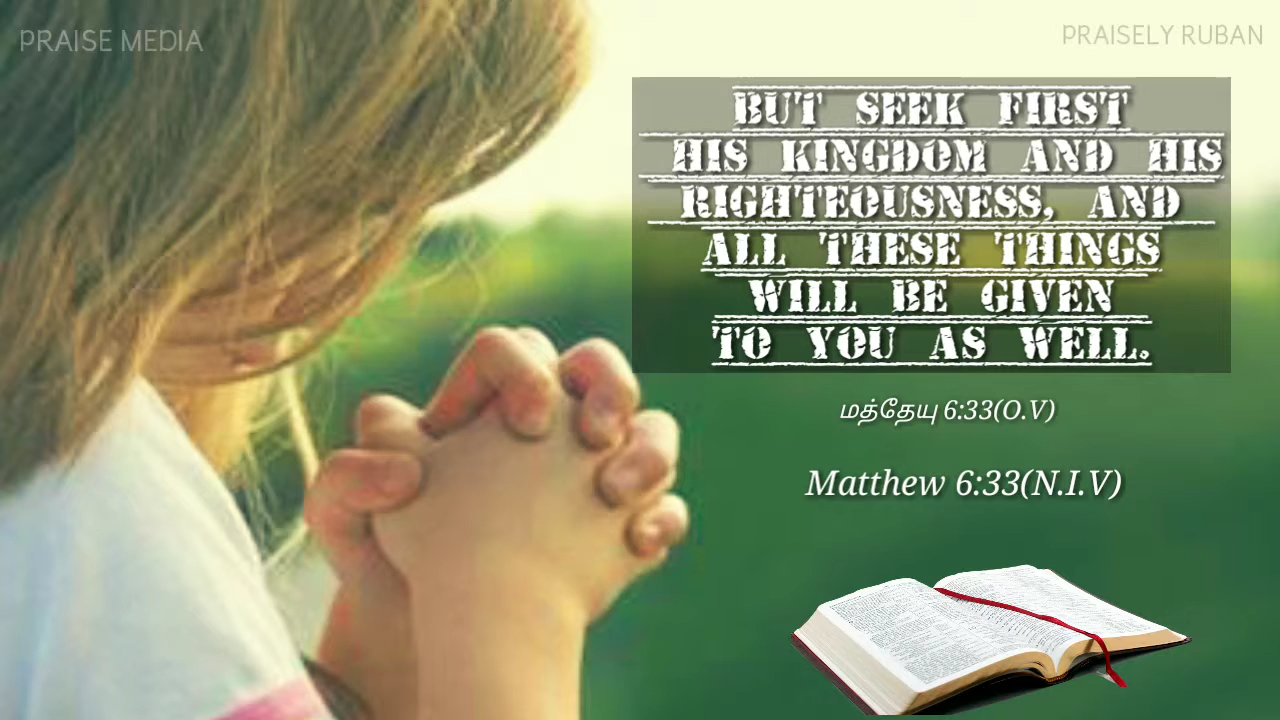 PRAISE MEDIA
PRAISELY RUBAN
BUT SEEK FIRST
HIS KINGDOM AND HIS
RIGHTEOUSNESS, AND
ALL THESE THINGS
WILL BE GIVEN
TO YOU AS WELL.
மத்தேயு 6:33(O.V)
Matthew 6:33(N.I.V)